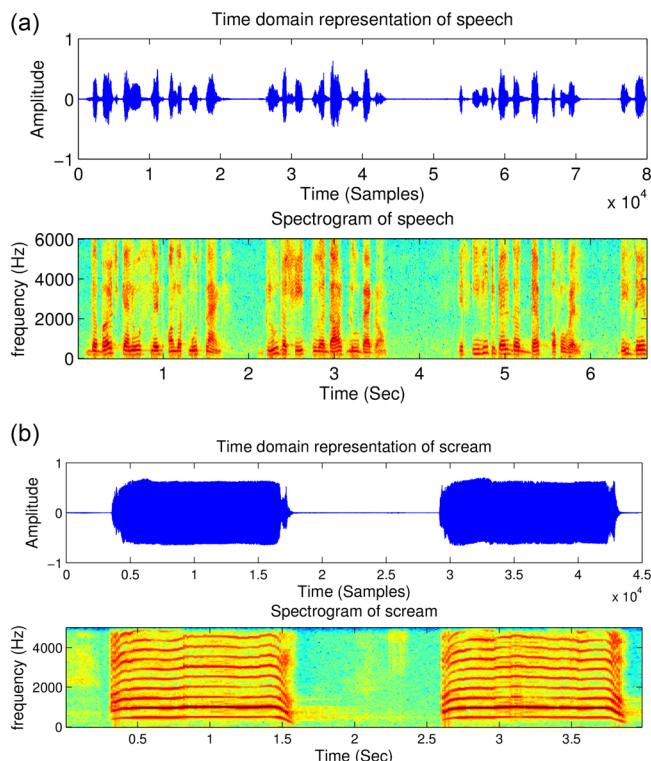 (a)
Time domain representation of speech
1
0
−1
Amplitude
0 1 2 3 4 5 6 7 8
Time (Samples)
x 10^4
Spectrogram of speech
6000
4000
2000
0
frequency (Hz)
1 2 3 4 5 6
Time (Sec)
(b)
Time domain representation of scream
1
0
−1
Amplitude
0 0.5 1 1.5 2 2.5 3 3.5 4 4.5
Time (Samples)
x 10^4
Spectrogram of scream
4000
2000
0
frequency (Hz)
0.5 1 1.5 2 2.5 3 3.5
Time (Sec)